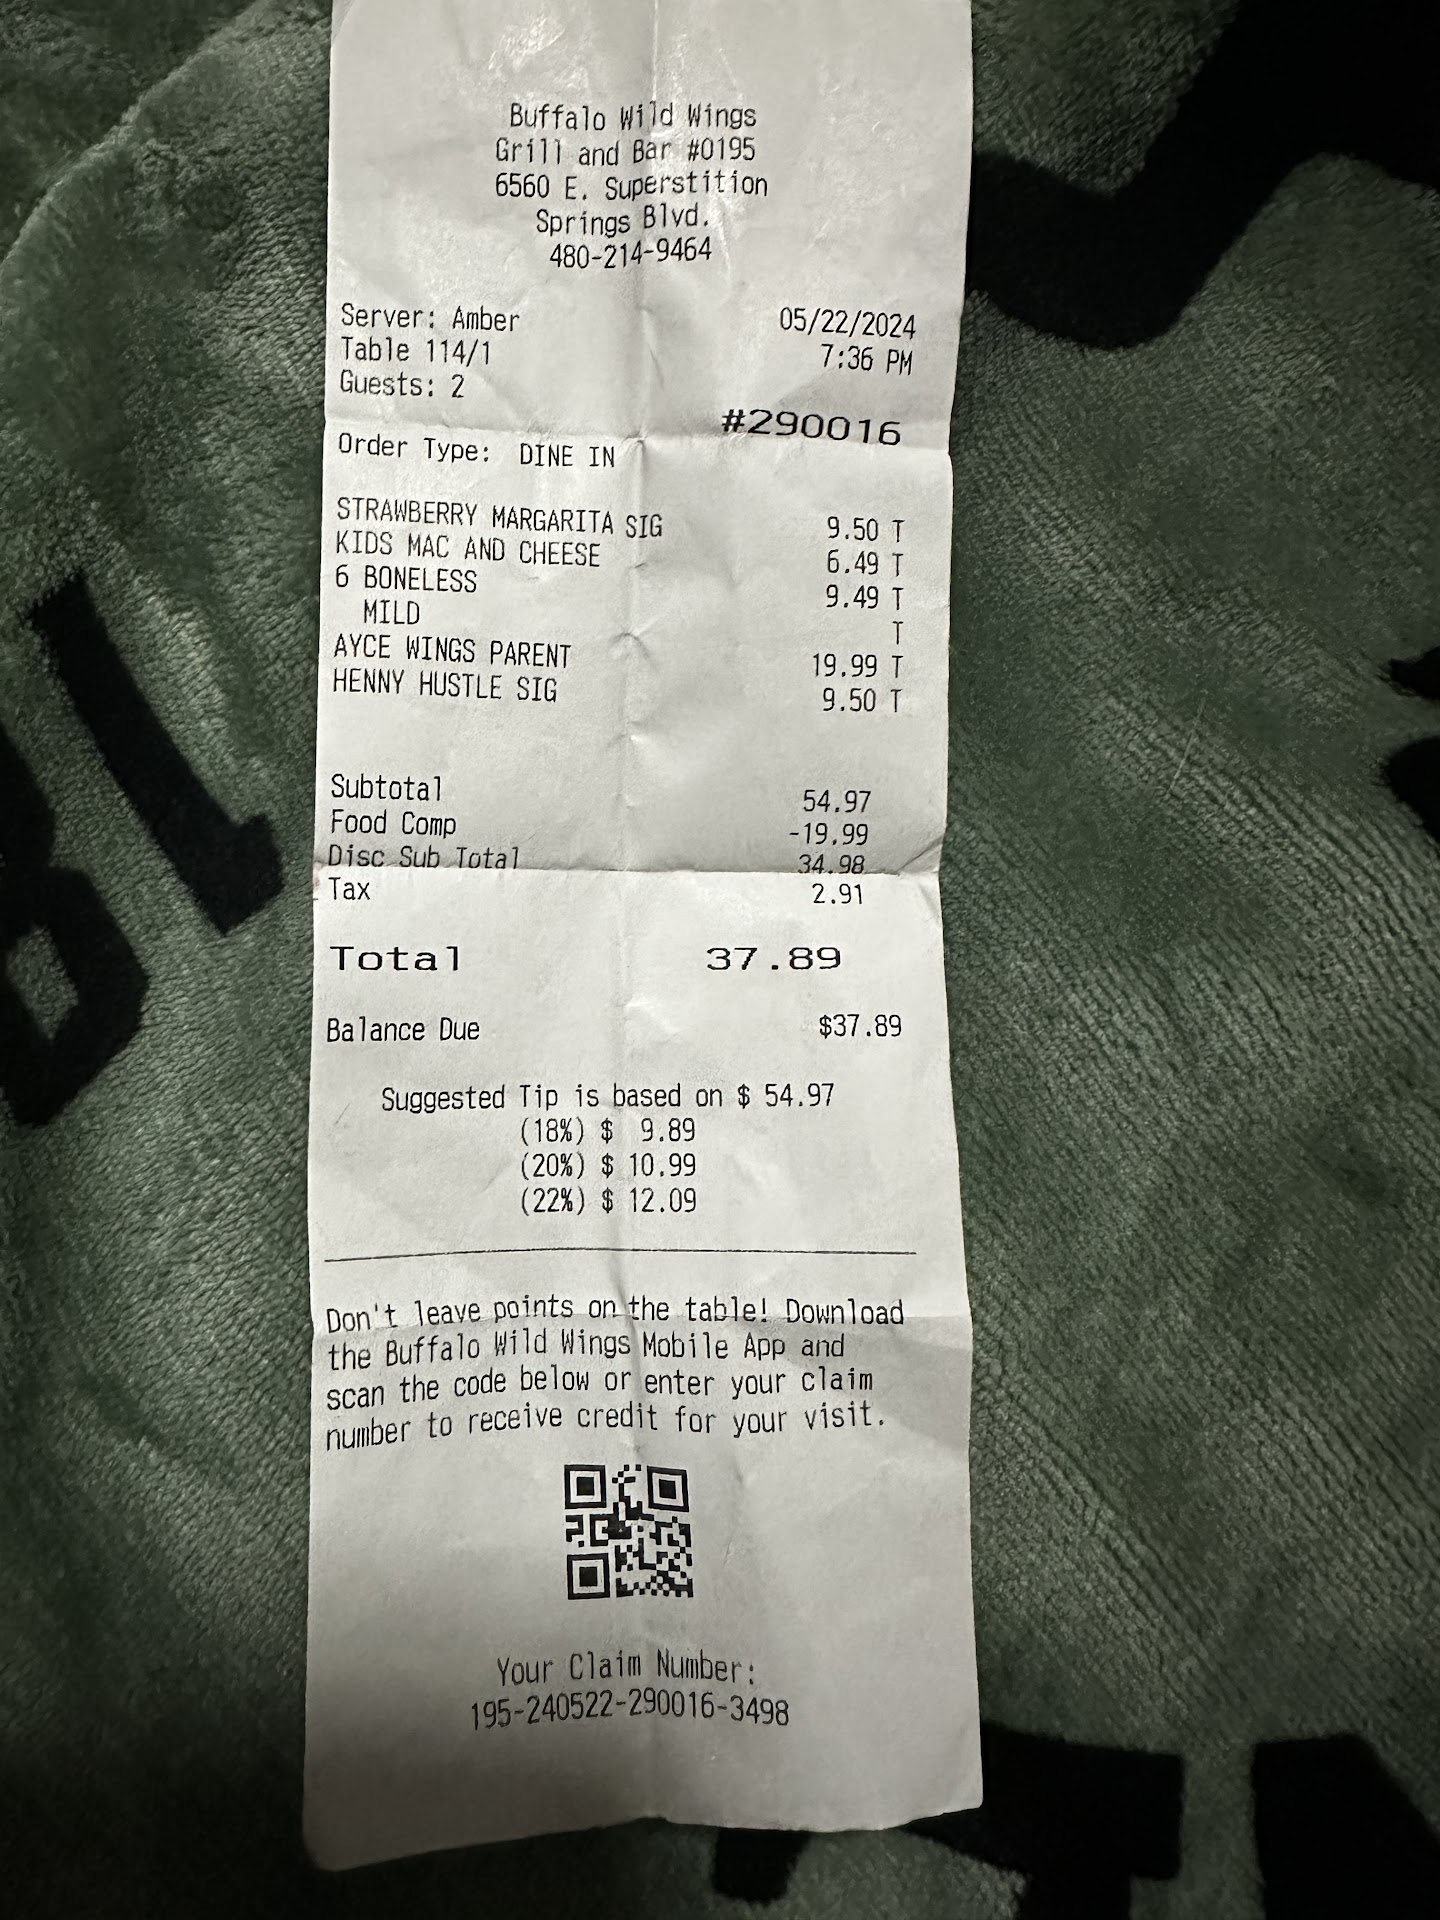 Buffalo Wild Wings
Grill and Bar #0195
6560 E. Superstition
Springs Blvd.
480-214-9464
Server: Amber 05/22/2024
Table 114/1 7:36 PM
Guests: 2
#290016
Order Type: DINE IN
STRAWBERRY MARGARITA SIG 9.50 T
KIDS MAC AND CHEESE 6.49 T
6 BONELESS 9.49 T
MILD T
AYCE WINGS PARENT 19.99 T
HENNY HUSTLE SIG 9.50 T
Subtotal 54.97
Food Comp -19.99
Disc Sub Total 34.98
Tax 2.91
Total 37.89
Balance Due $37.89
Suggested Tip is based on $ 54.97
(18%) $ 9.89
(20%) $ 10.99
(22%) $ 12.09
Don't leave points on the table! Download
the Buffalo Wild Wings Mobile App and
scan the code below or enter your claim
number to receive credit for your visit.
Your Claim Number:
195-240522-290016-3498